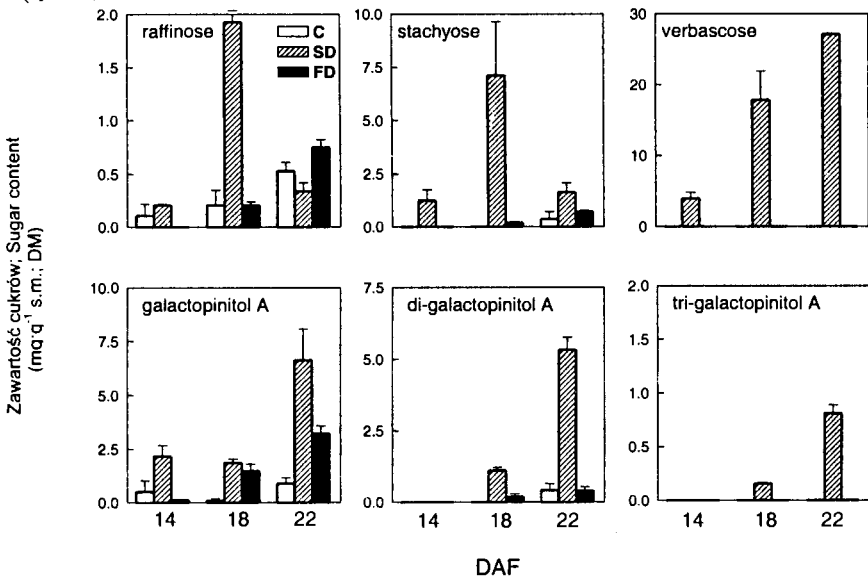 raffinose
C
SD
FD
2.0
1.5
1.0
0.5
0.0
stachyose
10.0
7.5
5.0
2.5
0.0
verbascose
30
20
10
0
Zawartość cukrów; Sugar content
(mq·q⁻¹ s.m.; DM)
galactopinitol A
10.0
7.5
5.0
2.5
0.0
14 18 22
di-galactopinitol A
7.5
5.0
2.5
0.0
14 18 22
tri-galactopinitol A
2.0
1.5
1.0
0.5
0.0
14 18 22
DAF